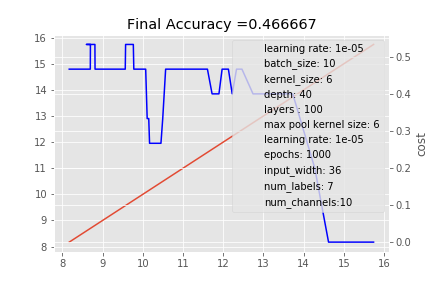 Final Accuracy =0.466667
16
15
14
13
12
11
10
9
8
learning rate: 1e-05
batch_size: 10
kernel_size: 6
depth: 40
layers : 100
max pool kernel size: 6
learning rate: 1e-05
epochs: 1000
input_width: 36
num_labels: 7
num_channels:10
0.5
0.4
0.3
0.2
0.1
0.0
cost
8 9 10 11 12 13 14 15 16